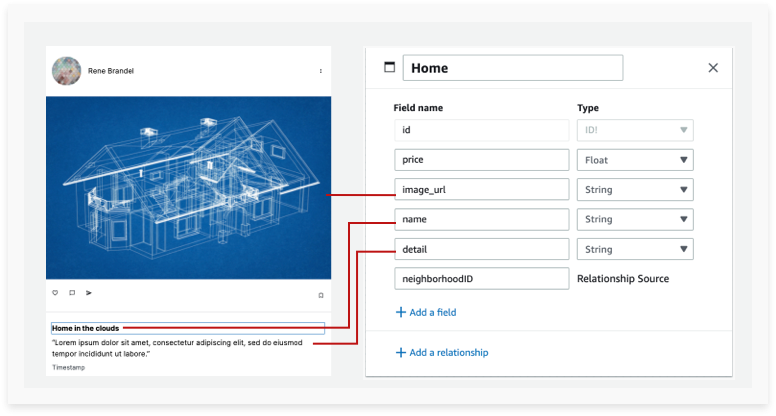 Rene Brandel
Home in the clouds
“Lorem ipsum dolor sit amet, consectetur adipiscing elit, sed do eiusmod
tempor incididunt ut labore.”
Timestamp
Home
Field name Type
id ID!
price Float
image_url String
name String
detail String
neighborhoodID Relationship Source
+ Add a field
+ Add a relationship